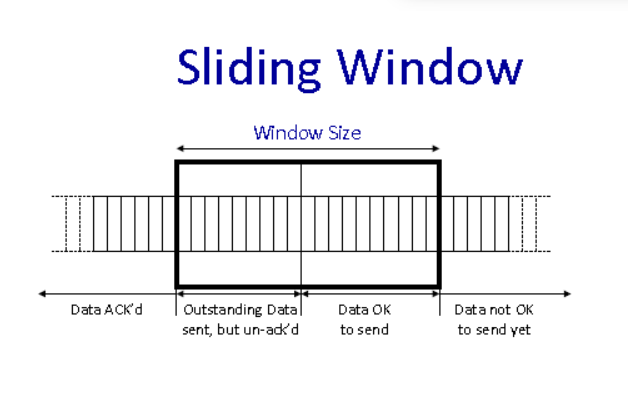 Sliding Window
Window Size
Data ACK'd
Outstanding Data
sent, but un-ack'd
Data OK
to send
Data not OK
to send yet